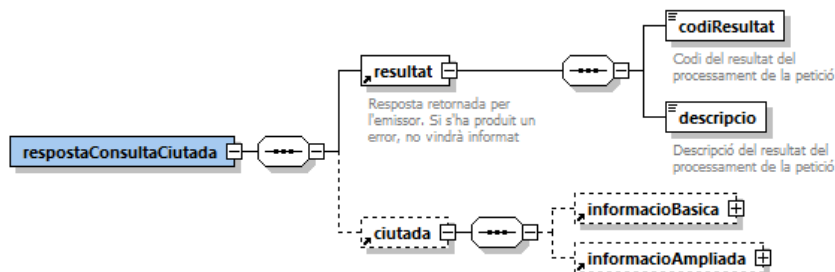 codiResultat
Codi del resultat del
processament de la petició
resultat
Resposta retornada per
l'emissor. Si s'ha produit un
error, no vindrà informat
descripcio
Descripció del resultat del
processament de la petició
respostaConsultaCiutada
informacioBasica
ciutada
informacioAmpliada